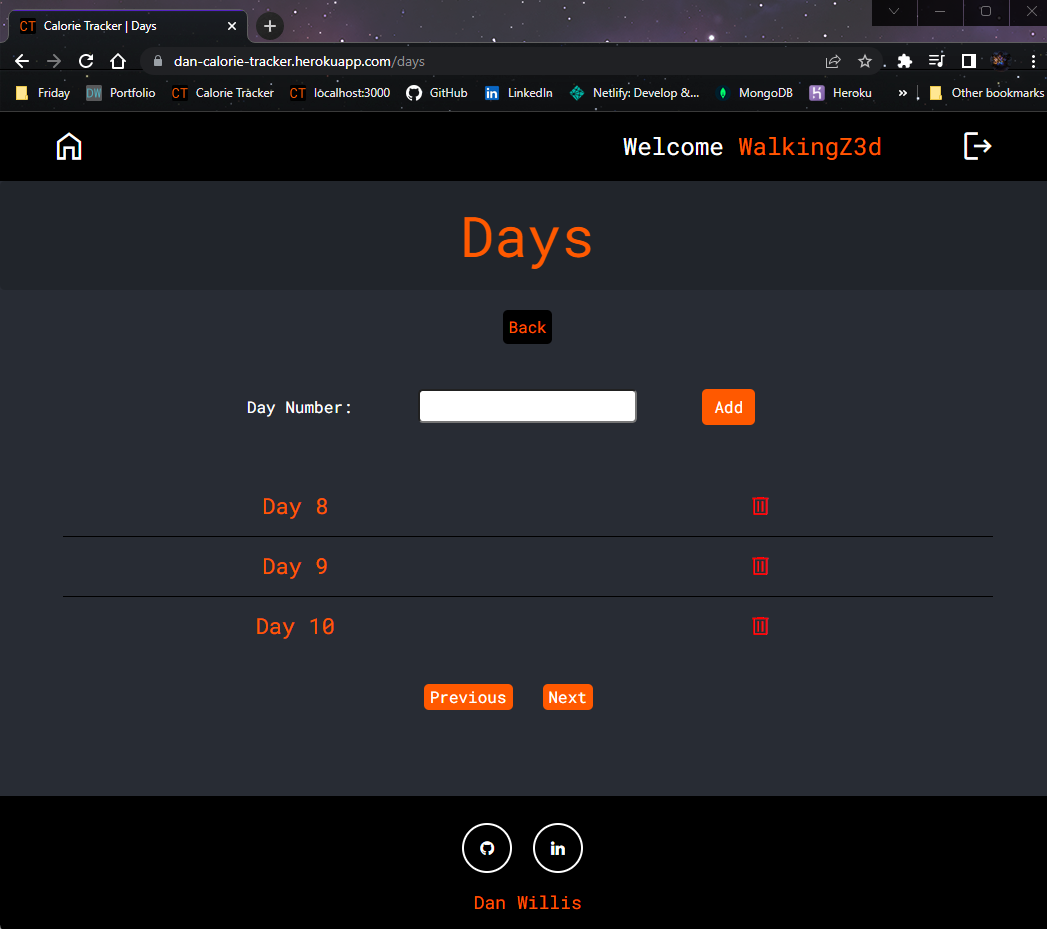 CT Calorie Tracker | Days
dan-calorie-tracker.herokuapp.com/days
Friday DW Portfolio CT Calorie Tracker CT localhost:3000 GitHub in LinkedIn Netlify: Develop &... MongoDB Heroku » Other bookmarks
Welcome WalkingZ3d
Days
Back
Day Number: Add
Day 8
Day 9
Day 10
Previous Next
in
Dan Willis